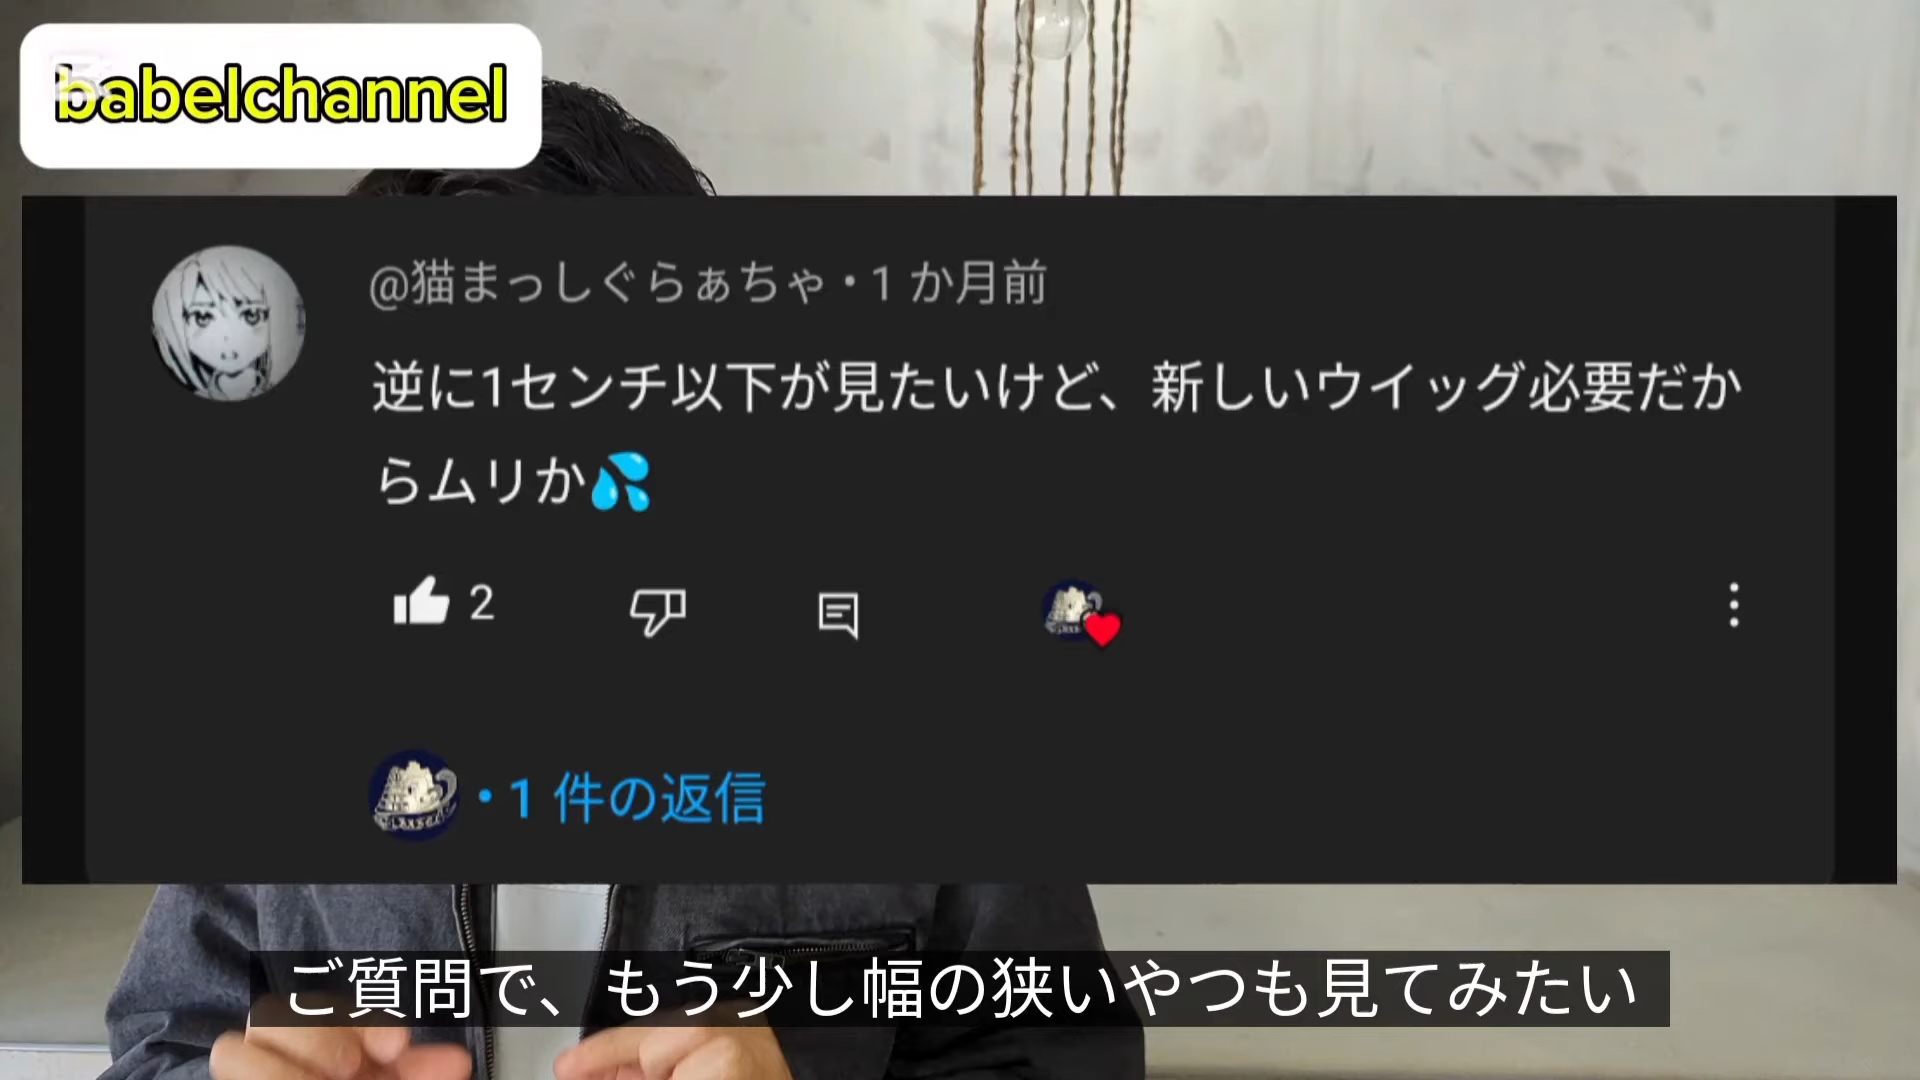 babelchannel
@猫まっしぐらぁちゃ・1 か月前
逆に1センチ以下が見たいけど、新しいウイッグ必要だか
らムリか💦
2
・1 件の返信
ご質問で、もう少し幅の狭いやつも見てみたい